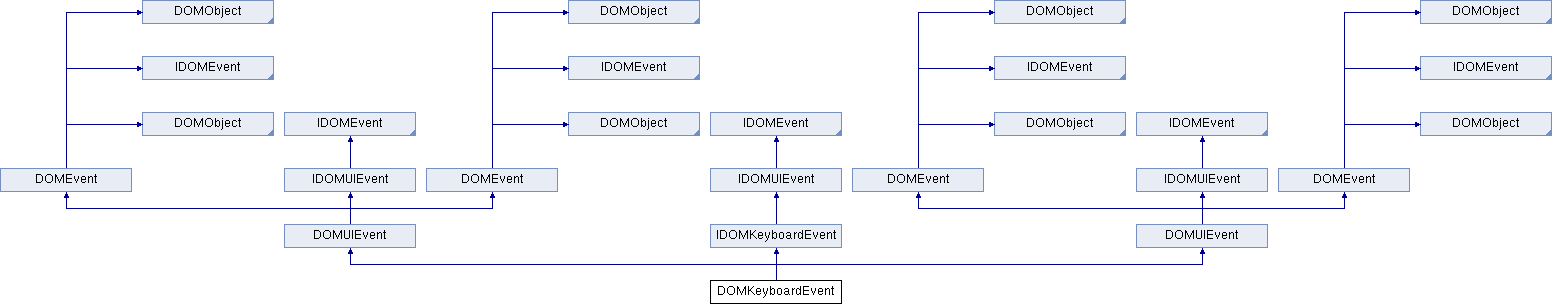 DOMObject DOMObject DOMObject DOMObject
IDOMEvent IDOMEvent IDOMEvent IDOMEvent
DOMObject IDOMEvent DOMObject IDOMEvent DOMObject IDOMEvent DOMObject
DOMEvent IDOMUIEvent DOMEvent IDOMUIEvent DOMEvent IDOMUIEvent DOMEvent
DOMUIEvent IDOMKeyboardEvent DOMUIEvent
DOMKeyboardEvent